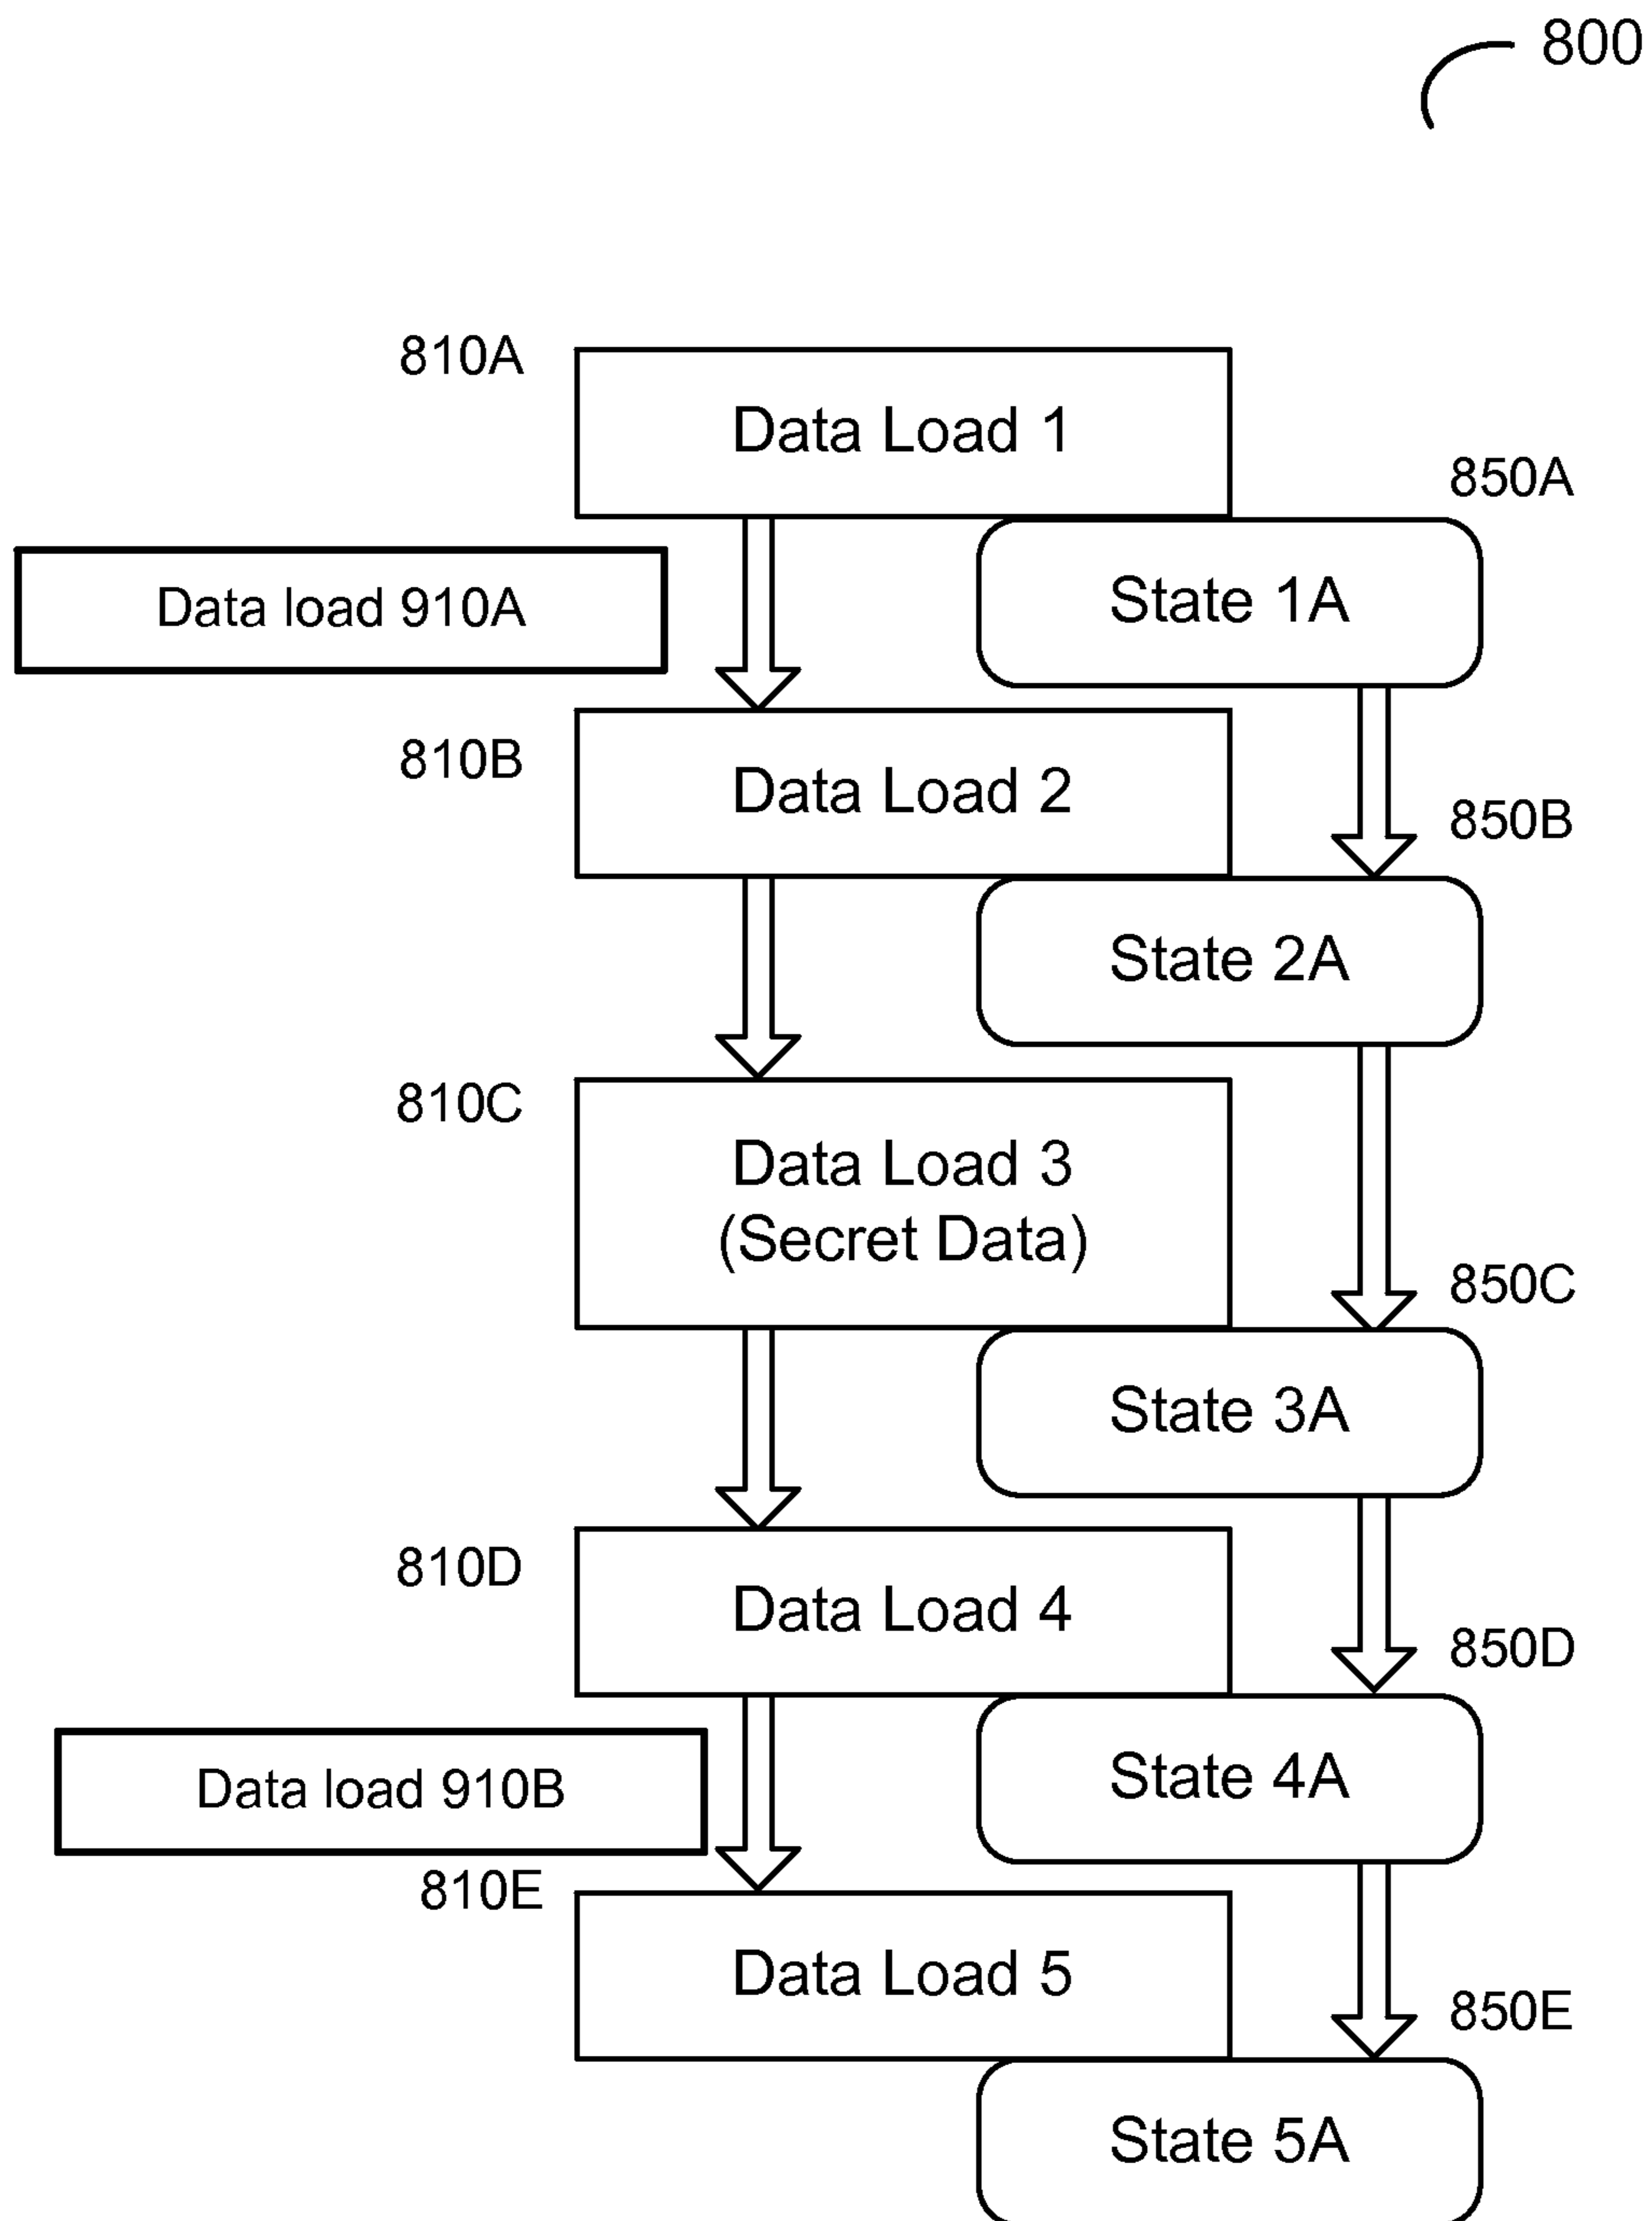 800
810A
Data Load 1
850A
State 1A
Data load 910A
810B
Data Load 2
850B
State 2A
810C
Data Load 3
(Secret Data)
850C
State 3A
810D
Data Load 4
850D
State 4A
Data load 910B
810E
Data Load 5
850E
State 5A